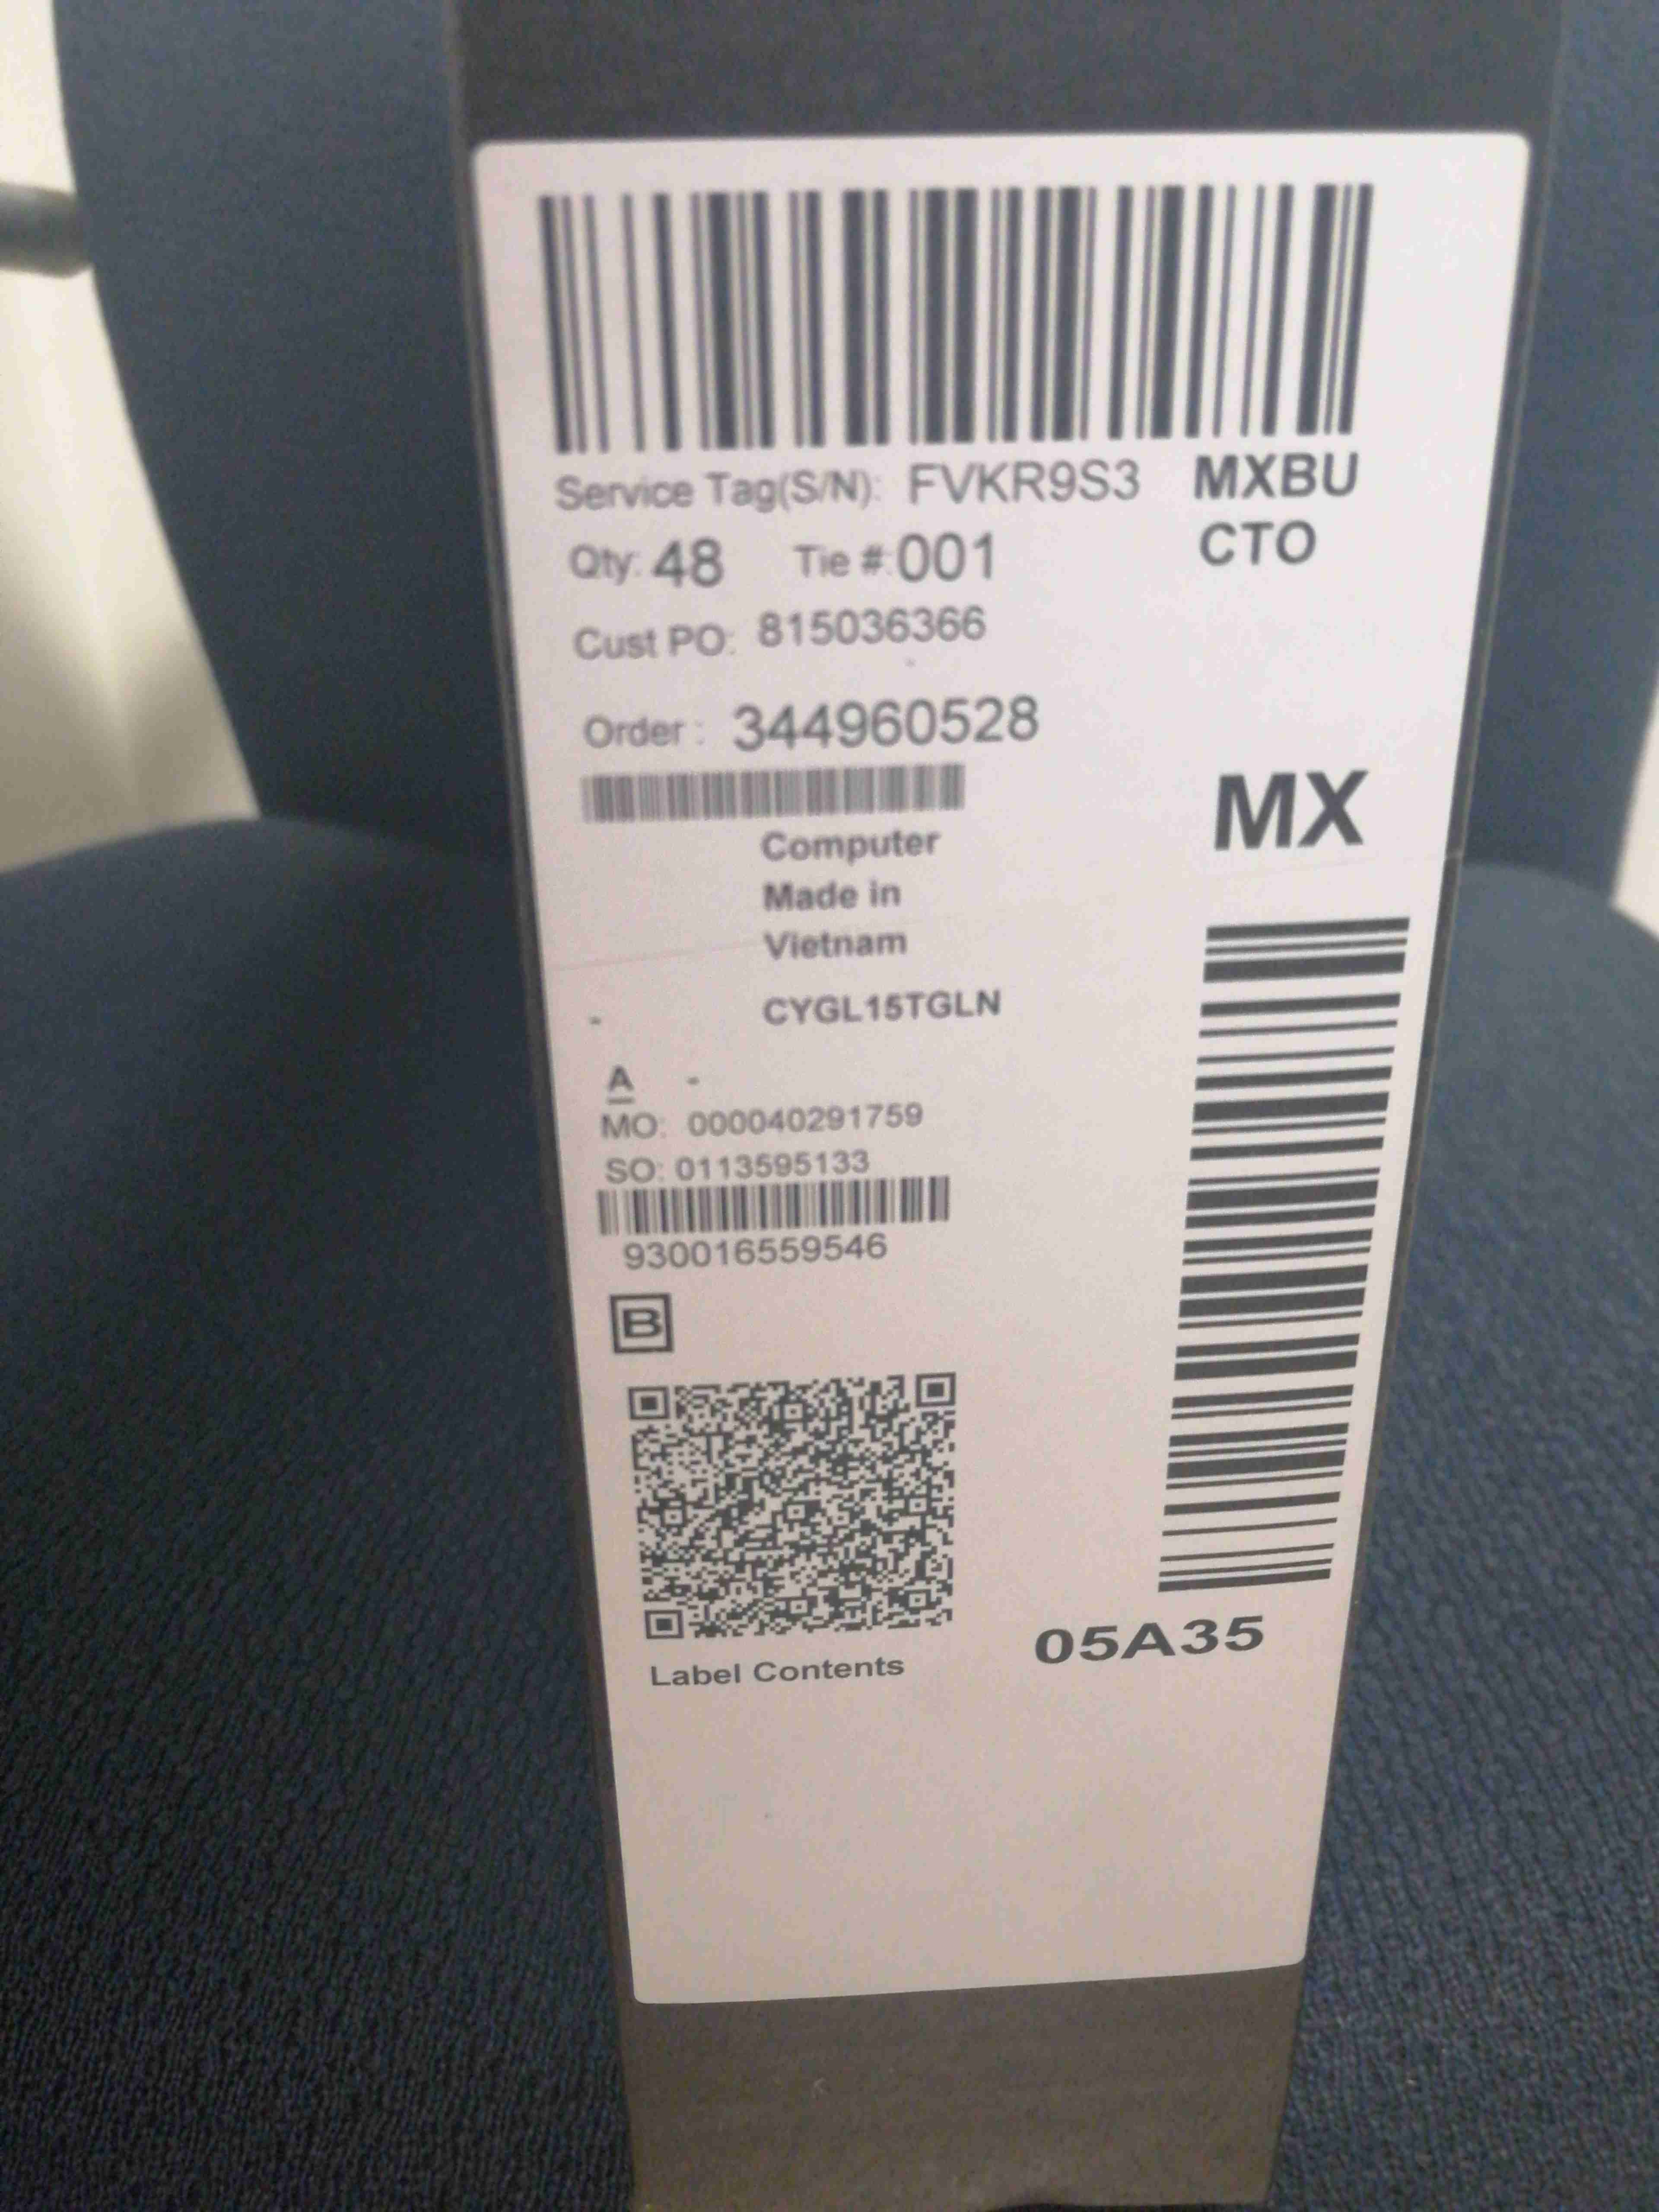 Service Tag(S/N): FVKR9S3 MXBU
Qty: 48 Tie #: 001 CTO
Cust PO: 815036366
Order : 344960528
MX
Computer
Made in
Vietnam
- CYGL15TGLN
A -
MO: 000040291759
SO: 0113595133
930016559546
B
05A35
Label Contents